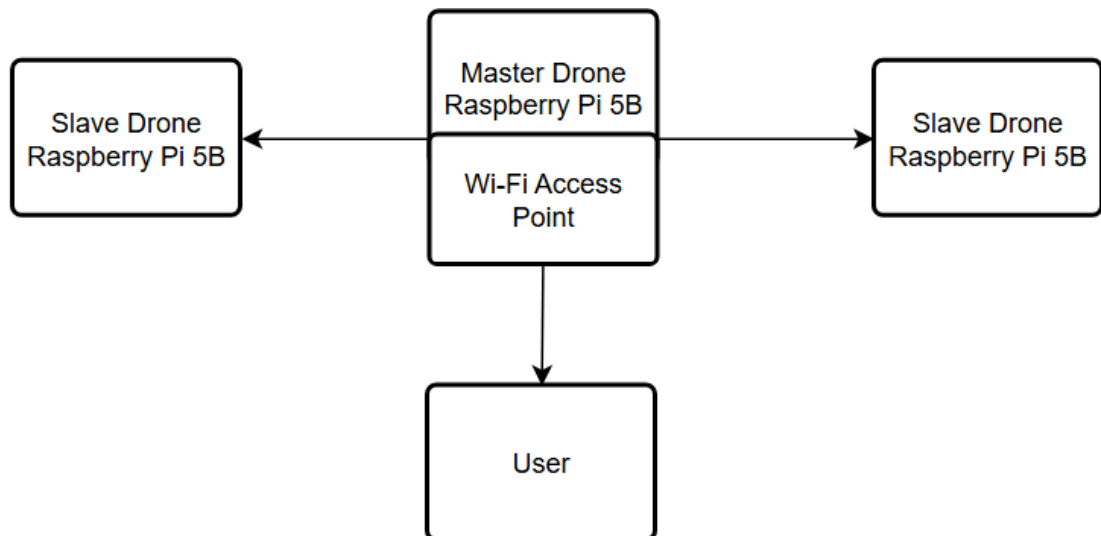 Slave Drone
Raspberry Pi 5B
Master Drone
Raspberry Pi 5B
Wi-Fi Access
Point
Slave Drone
Raspberry Pi 5B
User